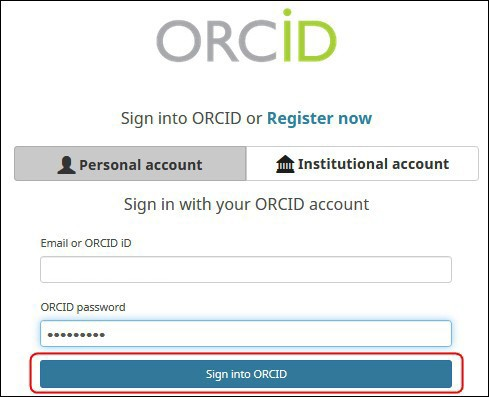 ORCiD
Sign into ORCID or Register now
Personal account
Institutional account
Sign in with your ORCID account
Email or ORCID iD
ORCID password
•••••••••
Sign into ORCID